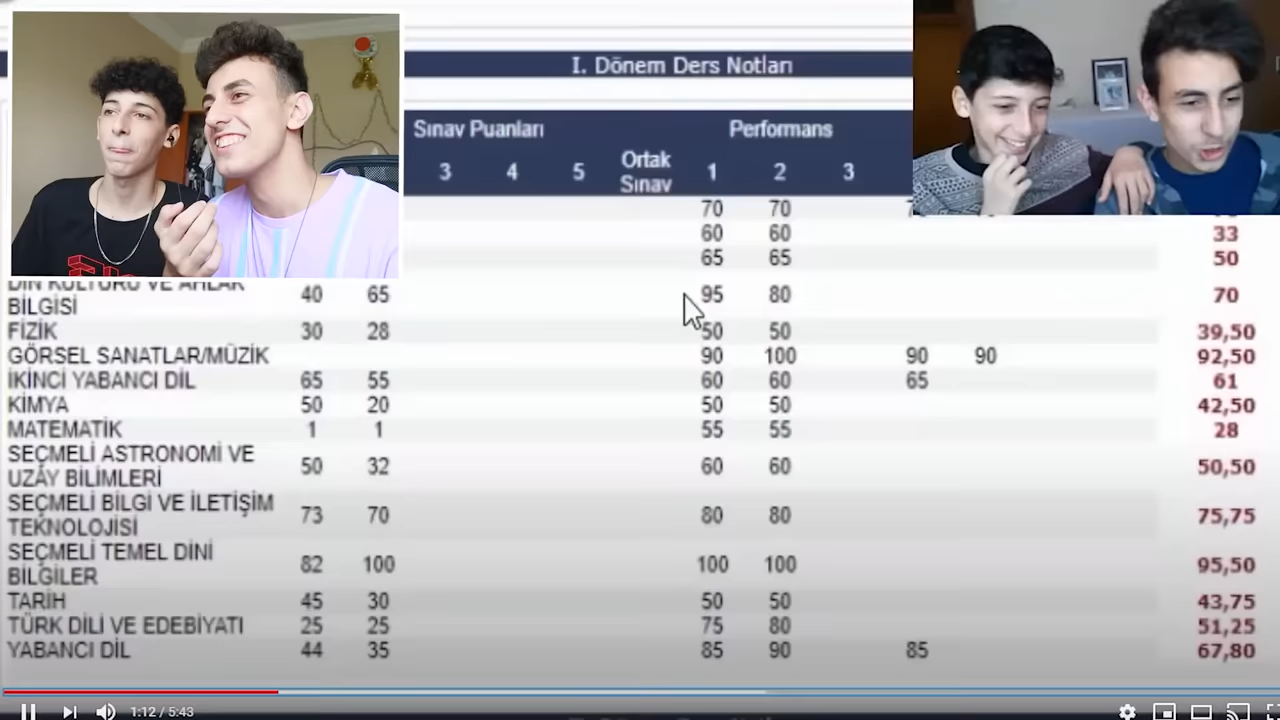 I. Dönem Ders Notları
Sınav Puanları Performans
3 4 5 Ortak Sınav 1 2 3
70 70
60 60 33
65 65 50
DİN KÜLTÜRÜ VE AHLAK BİLGİSİ 40 65 95 80 70
FİZİK 30 28 50 50 39,50
GÖRSEL SANATLAR/MÜZİK 90 100 90 90 92,50
İKİNCİ YABANCI DİL 65 55 60 60 65 61
KİMYA 50 20 50 50 42,50
MATEMATİK 1 1 55 55 28
SEÇMELİ ASTRONOMİ VE UZAY BİLİMLERİ 50 32 60 60 50,50
SEÇMELİ BİLGİ VE İLETİŞİM TEKNOLOJİSİ 73 70 80 80 75,75
SEÇMELİ TEMEL DİNİ BİLGİLER 82 100 100 100 95,50
TARİH 45 30 50 50 43,75
TÜRK DİLİ VE EDEBİYATI 25 25 75 80 51,25
YABANCI DİL 44 35 85 90 85 67,80
1:12 / 5:43